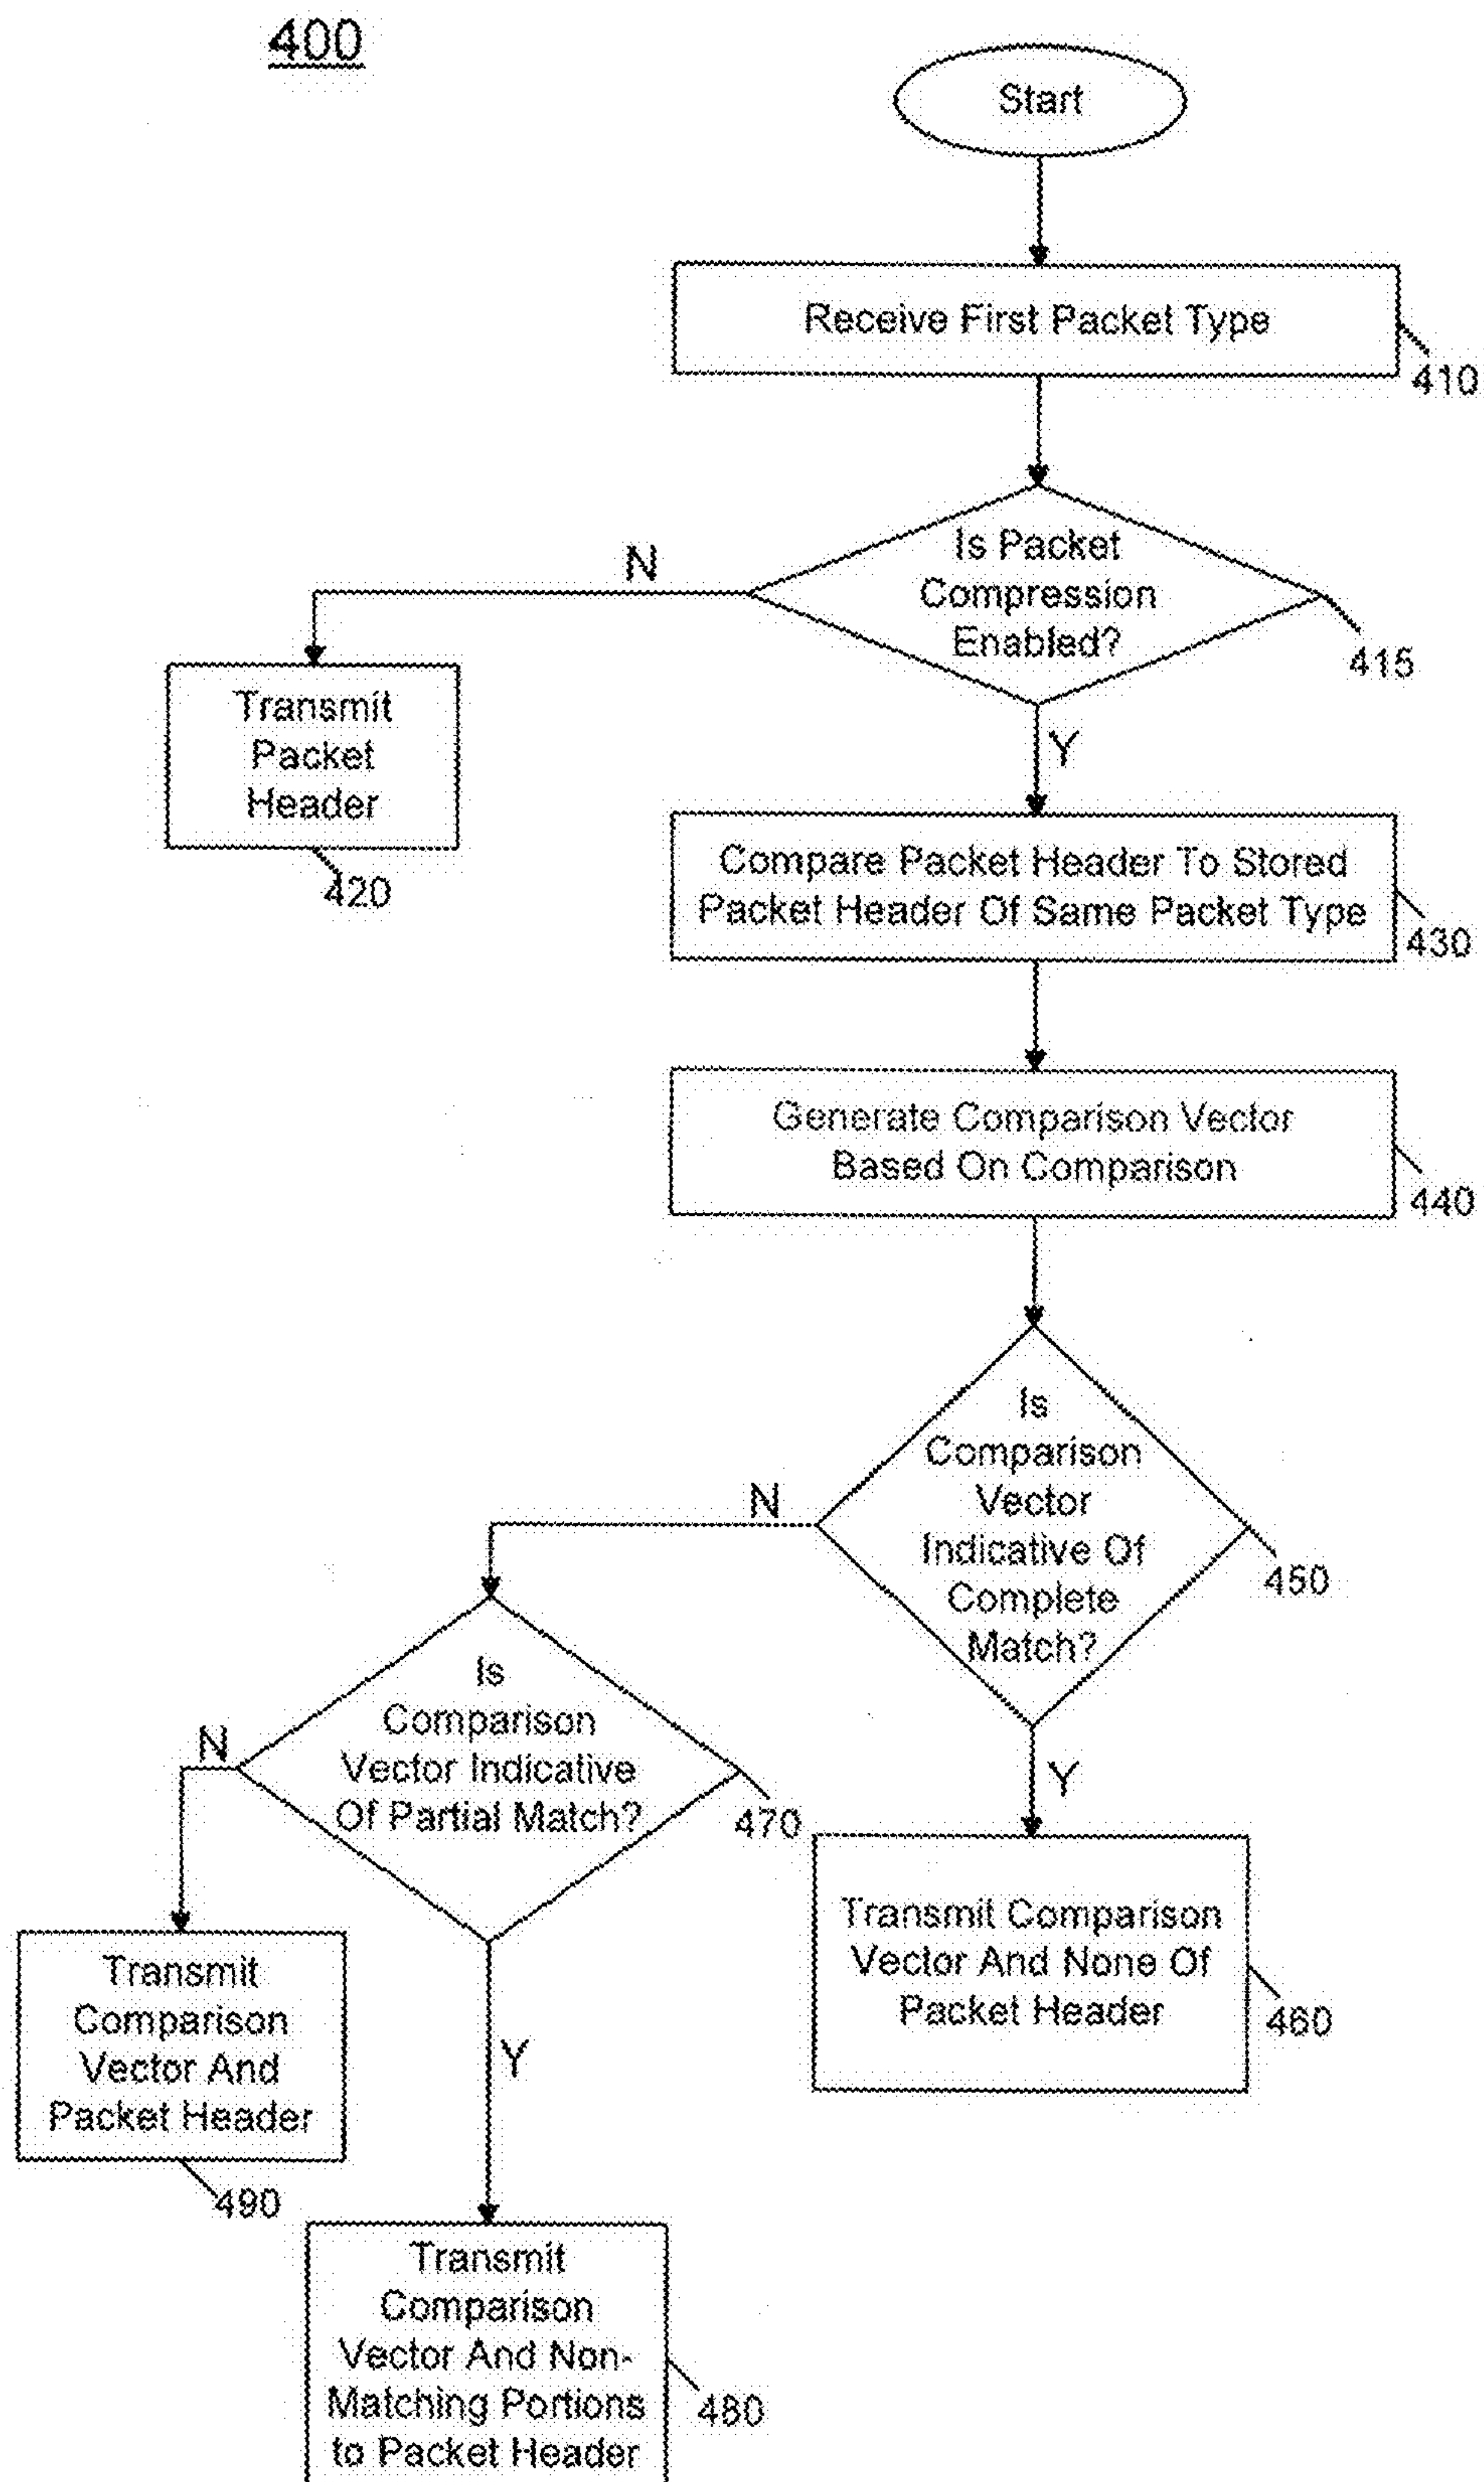 400
Start
Receive First Packet Type
410
Is Packet
Compression
Enabled?
415
N
Y
Transmit
Packet
Header
420
Compare Packet Header To Stored
Packet Header Of Same Packet Type
430
Generate Comparison Vector
Based On Comparison
440
Is
Comparison
Vector
Indicative Of
Complete
Match?
450
N
Y
Is
Comparison
Vector Indicative
Of Partial Match?
470
N
Y
Transmit Comparison
Vector And None Of
Packet Header
460
Transmit
Comparison
Vector And
Packet Header
490
Transmit
Comparison
Vector And Non-
Matching Portions
to Packet Header
480